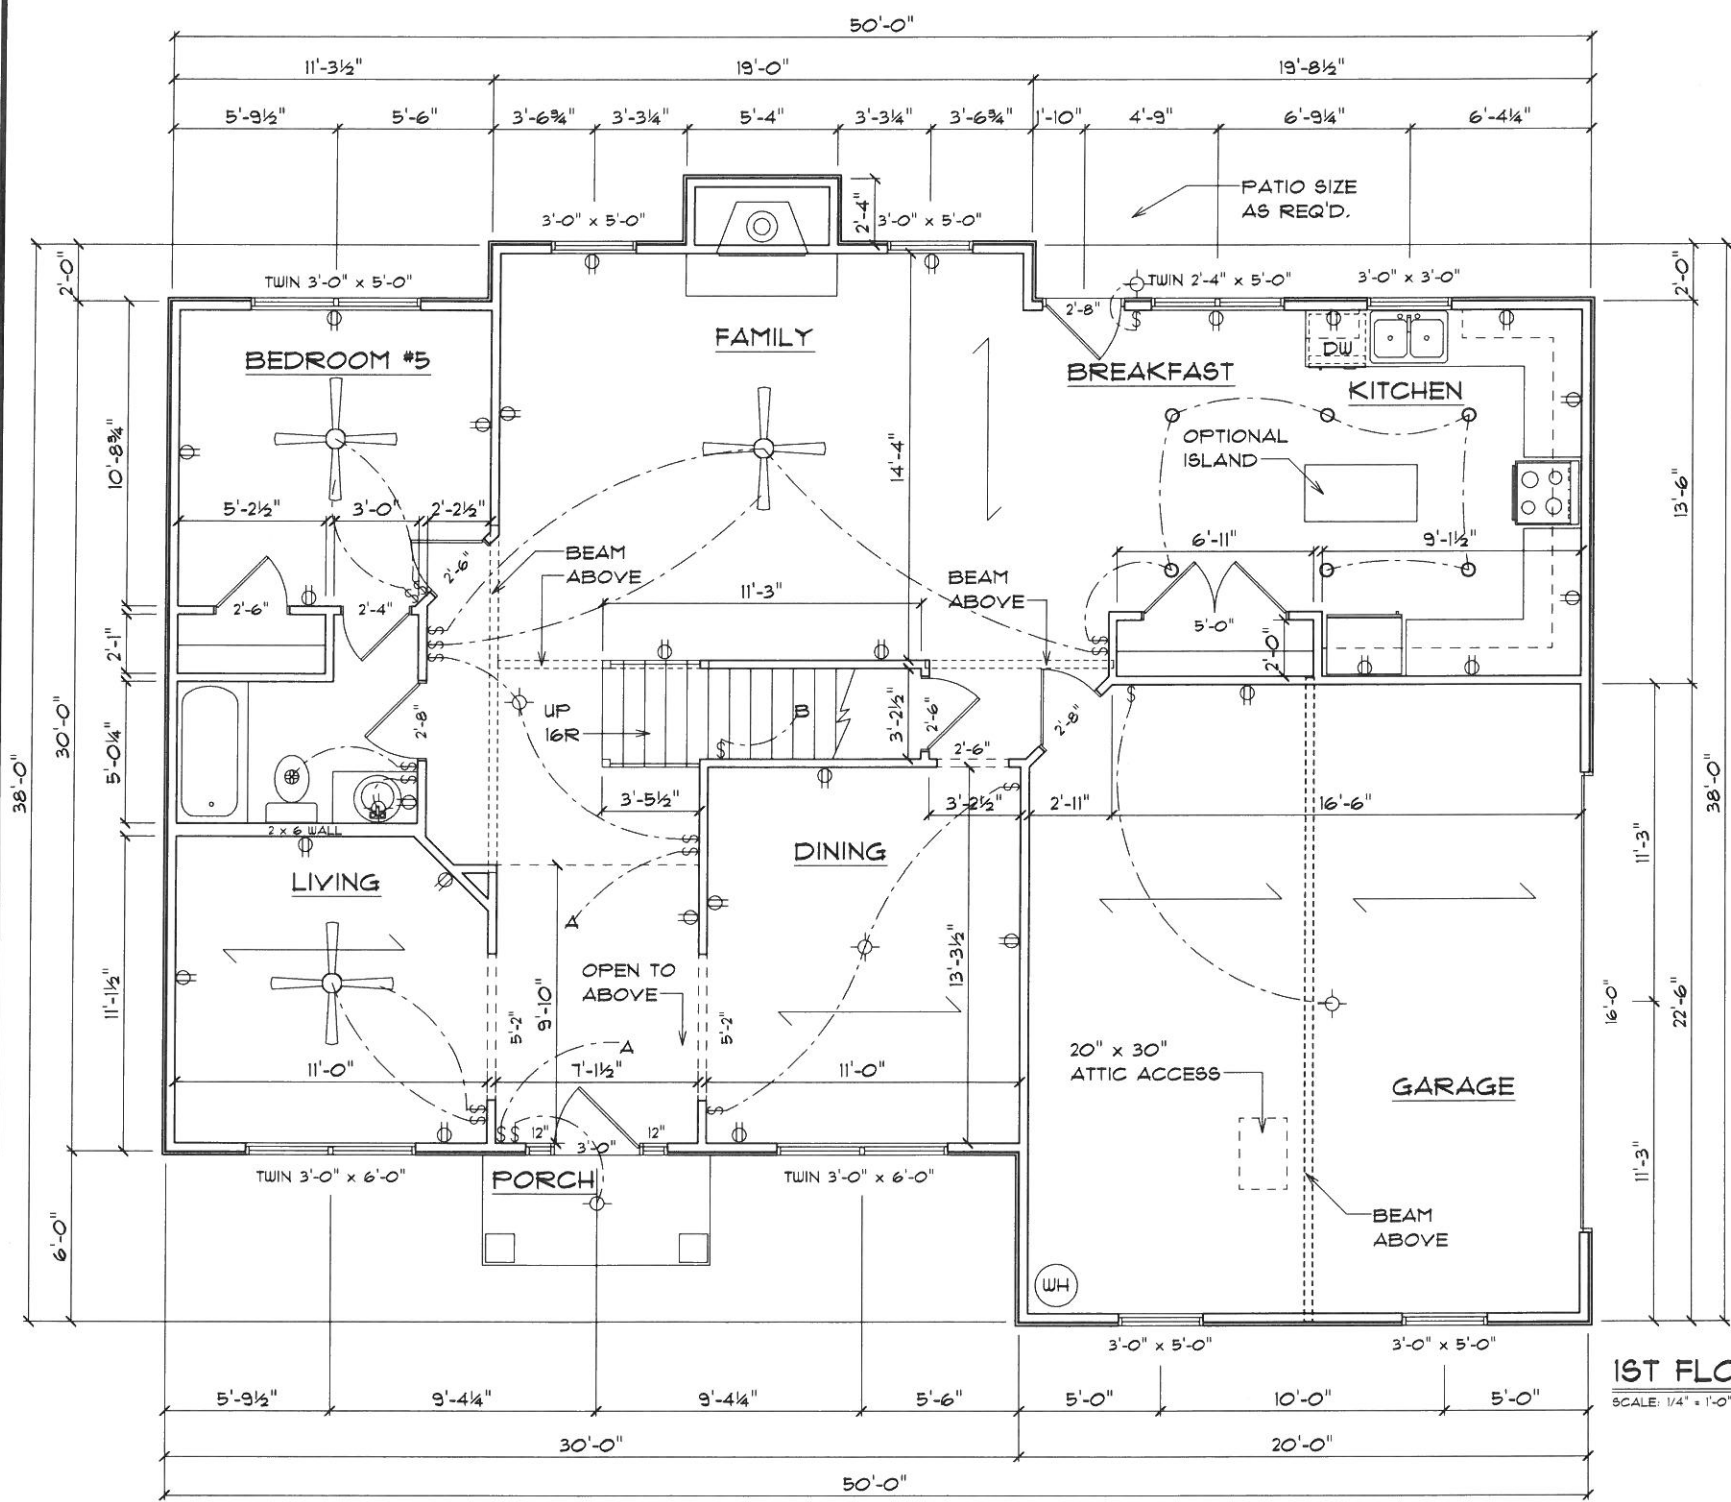 50'-0"
11'-3½"
19'-0"
19'-8½"
5'-9½"
5'-6"
3'-6¾"
3'-3¼"
5'-4"
3'-3¼"
3'-6¾"
1'-10"
4'-9"
6'-9¼"
6'-4¼"
PATIO SIZE
AS REQ'D.
2'-4"
3'-0" x 5'-0"
3'-0" x 5'-0"
2'-0"
TWIN 3'-0" x 5'-0"
TWIN 2'-4" x 5'-0"
3'-0" x 3'-0"
2'-0"
2'-8"
S
FAMILY
BEDROOM #5
DW
BREAKFAST
KITCHEN
OPTIONAL
ISLAND
10'-8¾"
14'-4"
13'-6"
5'-2½"
3'-0"
2'-2½"
6'-11"
9'-1½"
BEAM
ABOVE
2'-6"
BEAM
ABOVE
11'-3"
2'-6"
2'-4"
5'-0"
2'-0"
2'-1"
UP
16R
B
3'-2½"
2'-6"
2'-8"
2'-8"
2'-6"
5'-0¼"
30'-0"
38'-0"
38'-0"
3'-5½"
3'-2½"
2'-11"
16'-6"
2 x 6 WALL
LIVING
DINING
11'-3"
A
OPEN TO
ABOVE
11'-1½"
9'-10"
5'-2"
5'-2"
13'-3½"
16'-0"
22'-6"
A
11'-0"
7'-1½"
11'-0"
20" x 30"
ATTIC ACCESS
GARAGE
S S
12"
3'-0"
12"
11'-3"
TWIN 3'-0" x 6'-0"
PORCH
TWIN 3'-0" x 6'-0"
BEAM
ABOVE
6'-0"
WH
3'-0" x 5'-0"
3'-0" x 5'-0"
1ST FLO
SCALE: 1/4" = 1'-0"
5'-9½"
9'-4¼"
9'-4¼"
5'-6"
5'-0"
10'-0"
5'-0"
30'-0"
20'-0"
50'-0"